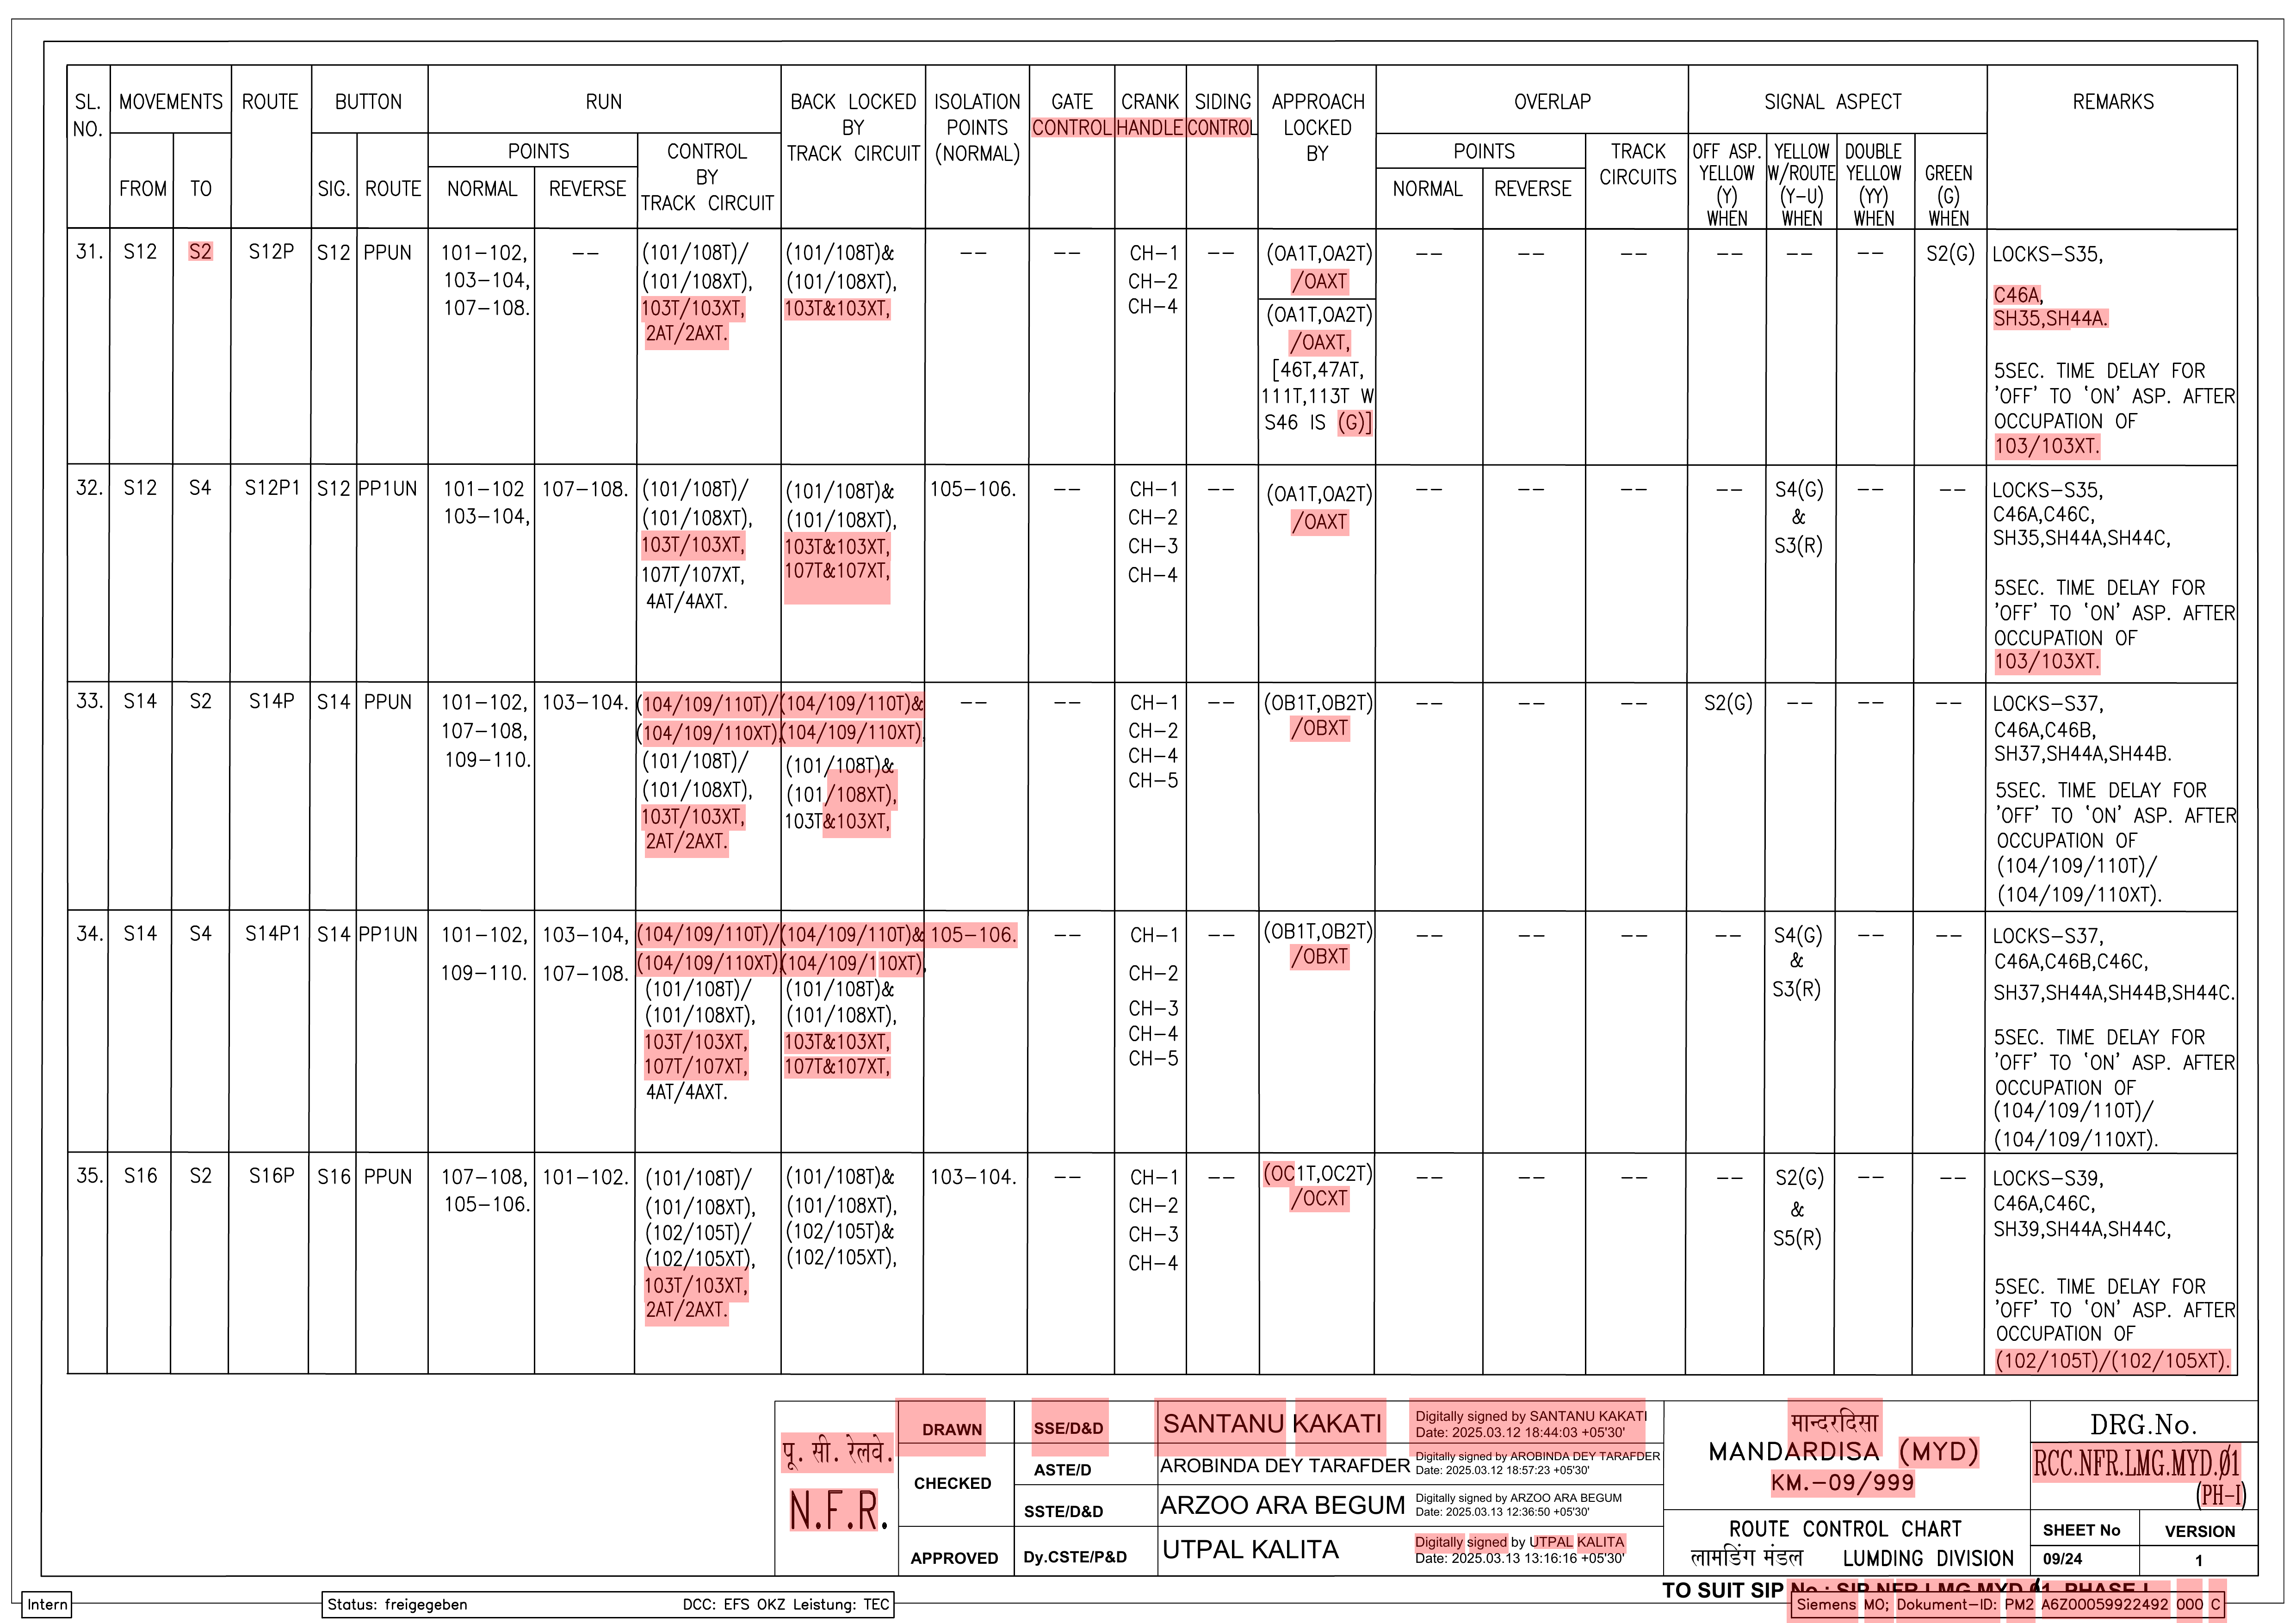 SL. NO. MOVEMENTS ROUTE BUTTON RUN BACK LOCKED BY TRACK CIRCUIT ISOLATION POINTS (NORMAL) GATE CONTROL CRANK HANDLE SIDING CONTROL APPROACH LOCKED BY OVERLAP SIGNAL ASPECT REMARKS
FROM TO SIG. ROUTE POINTS NORMAL REVERSE CONTROL BY TRACK CIRCUIT POINTS NORMAL REVERSE TRACK CIRCUITS OFF ASP. YELLOW (Y) WHEN YELLOW W/ROUTE (Y-U) WHEN DOUBLE YELLOW (YY) WHEN GREEN (G) WHEN
31. S12 S2 S12P S12 PPUN 101-102, -- (101/108T)/ (101/108T)& -- -- CH-1 -- (OA1T,OA2T) -- -- -- -- -- -- S2(G) LOCKS-S35,
103-104, (101/108XT), (101/108XT), CH-2 /OAXT C46A,
107-108. 103T/103XT, 103T&103XT, CH-4 (OA1T,OA2T) SH35,SH44A.
2AT/2AXT. /OAXT,
[46T,47AT, 5SEC. TIME DELAY FOR
111T,113T W 'OFF' TO 'ON' ASP. AFTER
S46 IS (G)] OCCUPATION OF
103/103XT.
32. S12 S4 S12P1 S12 PP1UN 101-102 107-108. (101/108T)/ (101/108T)& 105-106. -- CH-1 -- (OA1T,OA2T) -- -- -- -- S4(G) -- -- LOCKS-S35,
103-104, (101/108XT), (101/108XT), CH-2 /OAXT & C46A,C46C,
103T/103XT, 103T&103XT, CH-3 S3(R) SH35,SH44A,SH44C,
107T/107XT, 107T&107XT, CH-4 5SEC. TIME DELAY FOR
4AT/4AXT. 'OFF' TO 'ON' ASP. AFTER
OCCUPATION OF
103/103XT.
33. S14 S2 S14P S14 PPUN 101-102, 103-104. (104/109/110T)/ (104/109/110T)& -- -- CH-1 -- (OB1T,OB2T) -- -- -- S2(G) -- -- -- LOCKS-S37,
107-108, (104/109/110XT), (104/109/110XT), CH-2 /OBXT C46A,C46B,
109-110. (101/108T)/ (101/108T)& CH-4 SH37,SH44A,SH44B.
(101/108XT), (101/108XT), CH-5 5SEC. TIME DELAY FOR
103T/103XT, 103T&103XT, 'OFF' TO 'ON' ASP. AFTER
2AT/2AXT. OCCUPATION OF
(104/109/110T)/
(104/109/110XT).
34. S14 S4 S14P1 S14 PP1UN 101-102, 103-104, (104/109/110T)/ (104/109/110T)& 105-106. -- CH-1 -- (OB1T,OB2T) -- -- -- -- S4(G) -- -- LOCKS-S37,
109-110. 107-108. (104/109/110XT) (104/109/110XT), CH-2 /OBXT & C46A,C46B,C46C,
(101/108T)/ (101/108T)& CH-3 S3(R) SH37,SH44A,SH44B,SH44C.
(101/108XT), (101/108XT), CH-4 5SEC. TIME DELAY FOR
103T/103XT, 103T&103XT, CH-5 'OFF' TO 'ON' ASP. AFTER
107T/107XT, 107T&107XT, OCCUPATION OF
4AT/4AXT. (104/109/110T)/
(104/109/110XT).
35. S16 S2 S16P S16 PPUN 107-108, 101-102. (101/108T)/ (101/108T)& 103-104. -- CH-1 -- (OC1T,OC2T) -- -- -- -- S2(G) -- -- LOCKS-S39,
105-106. (101/108XT), (101/108XT), CH-2 /OCXT & C46A,C46C,
(102/105T)/ (102/105T)& CH-3 S5(R) SH39,SH44A,SH44C,
(102/105XT), (102/105XT), CH-4
103T/103XT, 5SEC. TIME DELAY FOR
2AT/2AXT. 'OFF' TO 'ON' ASP. AFTER
OCCUPATION OF
(102/105T)/(102/105XT).
पू. सी. रेलवे.
N.F.R.
DRAWN SSE/D&D SANTANU KAKATI Digitally signed by SANTANU KAKATI
Date: 2025.03.12 18:44:03 +05'30'
CHECKED ASTE/D AROBINDA DEY TARAFDER Digitally signed by AROBINDA DEY TARAFDER
Date: 2025.03.12 18:57:23 +05'30'
SSTE/D&D ARZOO ARA BEGUM Digitally signed by ARZOO ARA BEGUM
Date: 2025.03.13 12:36:50 +05'30'
APPROVED Dy.CSTE/P&D UTPAL KALITA Digitally signed by UTPAL KALITA
Date: 2025.03.13 13:16:16 +05'30'
मान्दरदिसा
MANDARDISA (MYD)
KM.-09/999
ROUTE CONTROL CHART
लामडिंग मंडल LUMDING DIVISION
DRG.No.
RCC.NFR.LMG.MYD.01
(PH-I)
SHEET No VERSION
09/24 1
TO SUIT SIP No.: SIP.NFR.LMG.MYD.01, PHASE I
Intern
Status: freigegeben DCC: EFS OKZ Leistung: TEC
Siemens MO; Dokument-ID: PM2 A6Z00059922492 000 C